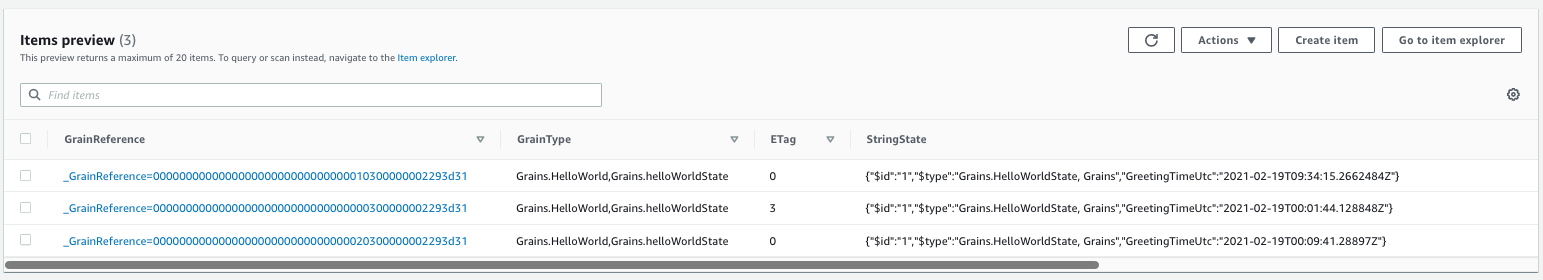 Items preview (3)
Actions
Create item
Go to item explorer
This preview returns a maximum of 20 items. To query or scan instead, navigate to the Item explorer.
Find items
GrainReference GrainType ETag StringState
_GrainReference=00000000000000000000000000000010300000002293d31 Grains.HelloWorld,Grains.helloWorldState 0 {"$id":"1","$type":"Grains.HelloWorldState, Grains","GreetingTimeUtc":"2021-02-19T09:34:15.2662484Z"}
_GrainReference=00000000000000000000000000000000300000002293d31 Grains.HelloWorld,Grains.helloWorldState 3 {"$id":"1","$type":"Grains.HelloWorldState, Grains","GreetingTimeUtc":"2021-02-19T00:01:44.128848Z"}
_GrainReference=00000000000000000000000000000020300000002293d31 Grains.HelloWorld,Grains.helloWorldState 0 {"$id":"1","$type":"Grains.HelloWorldState, Grains","GreetingTimeUtc":"2021-02-19T00:09:41.28897Z"}